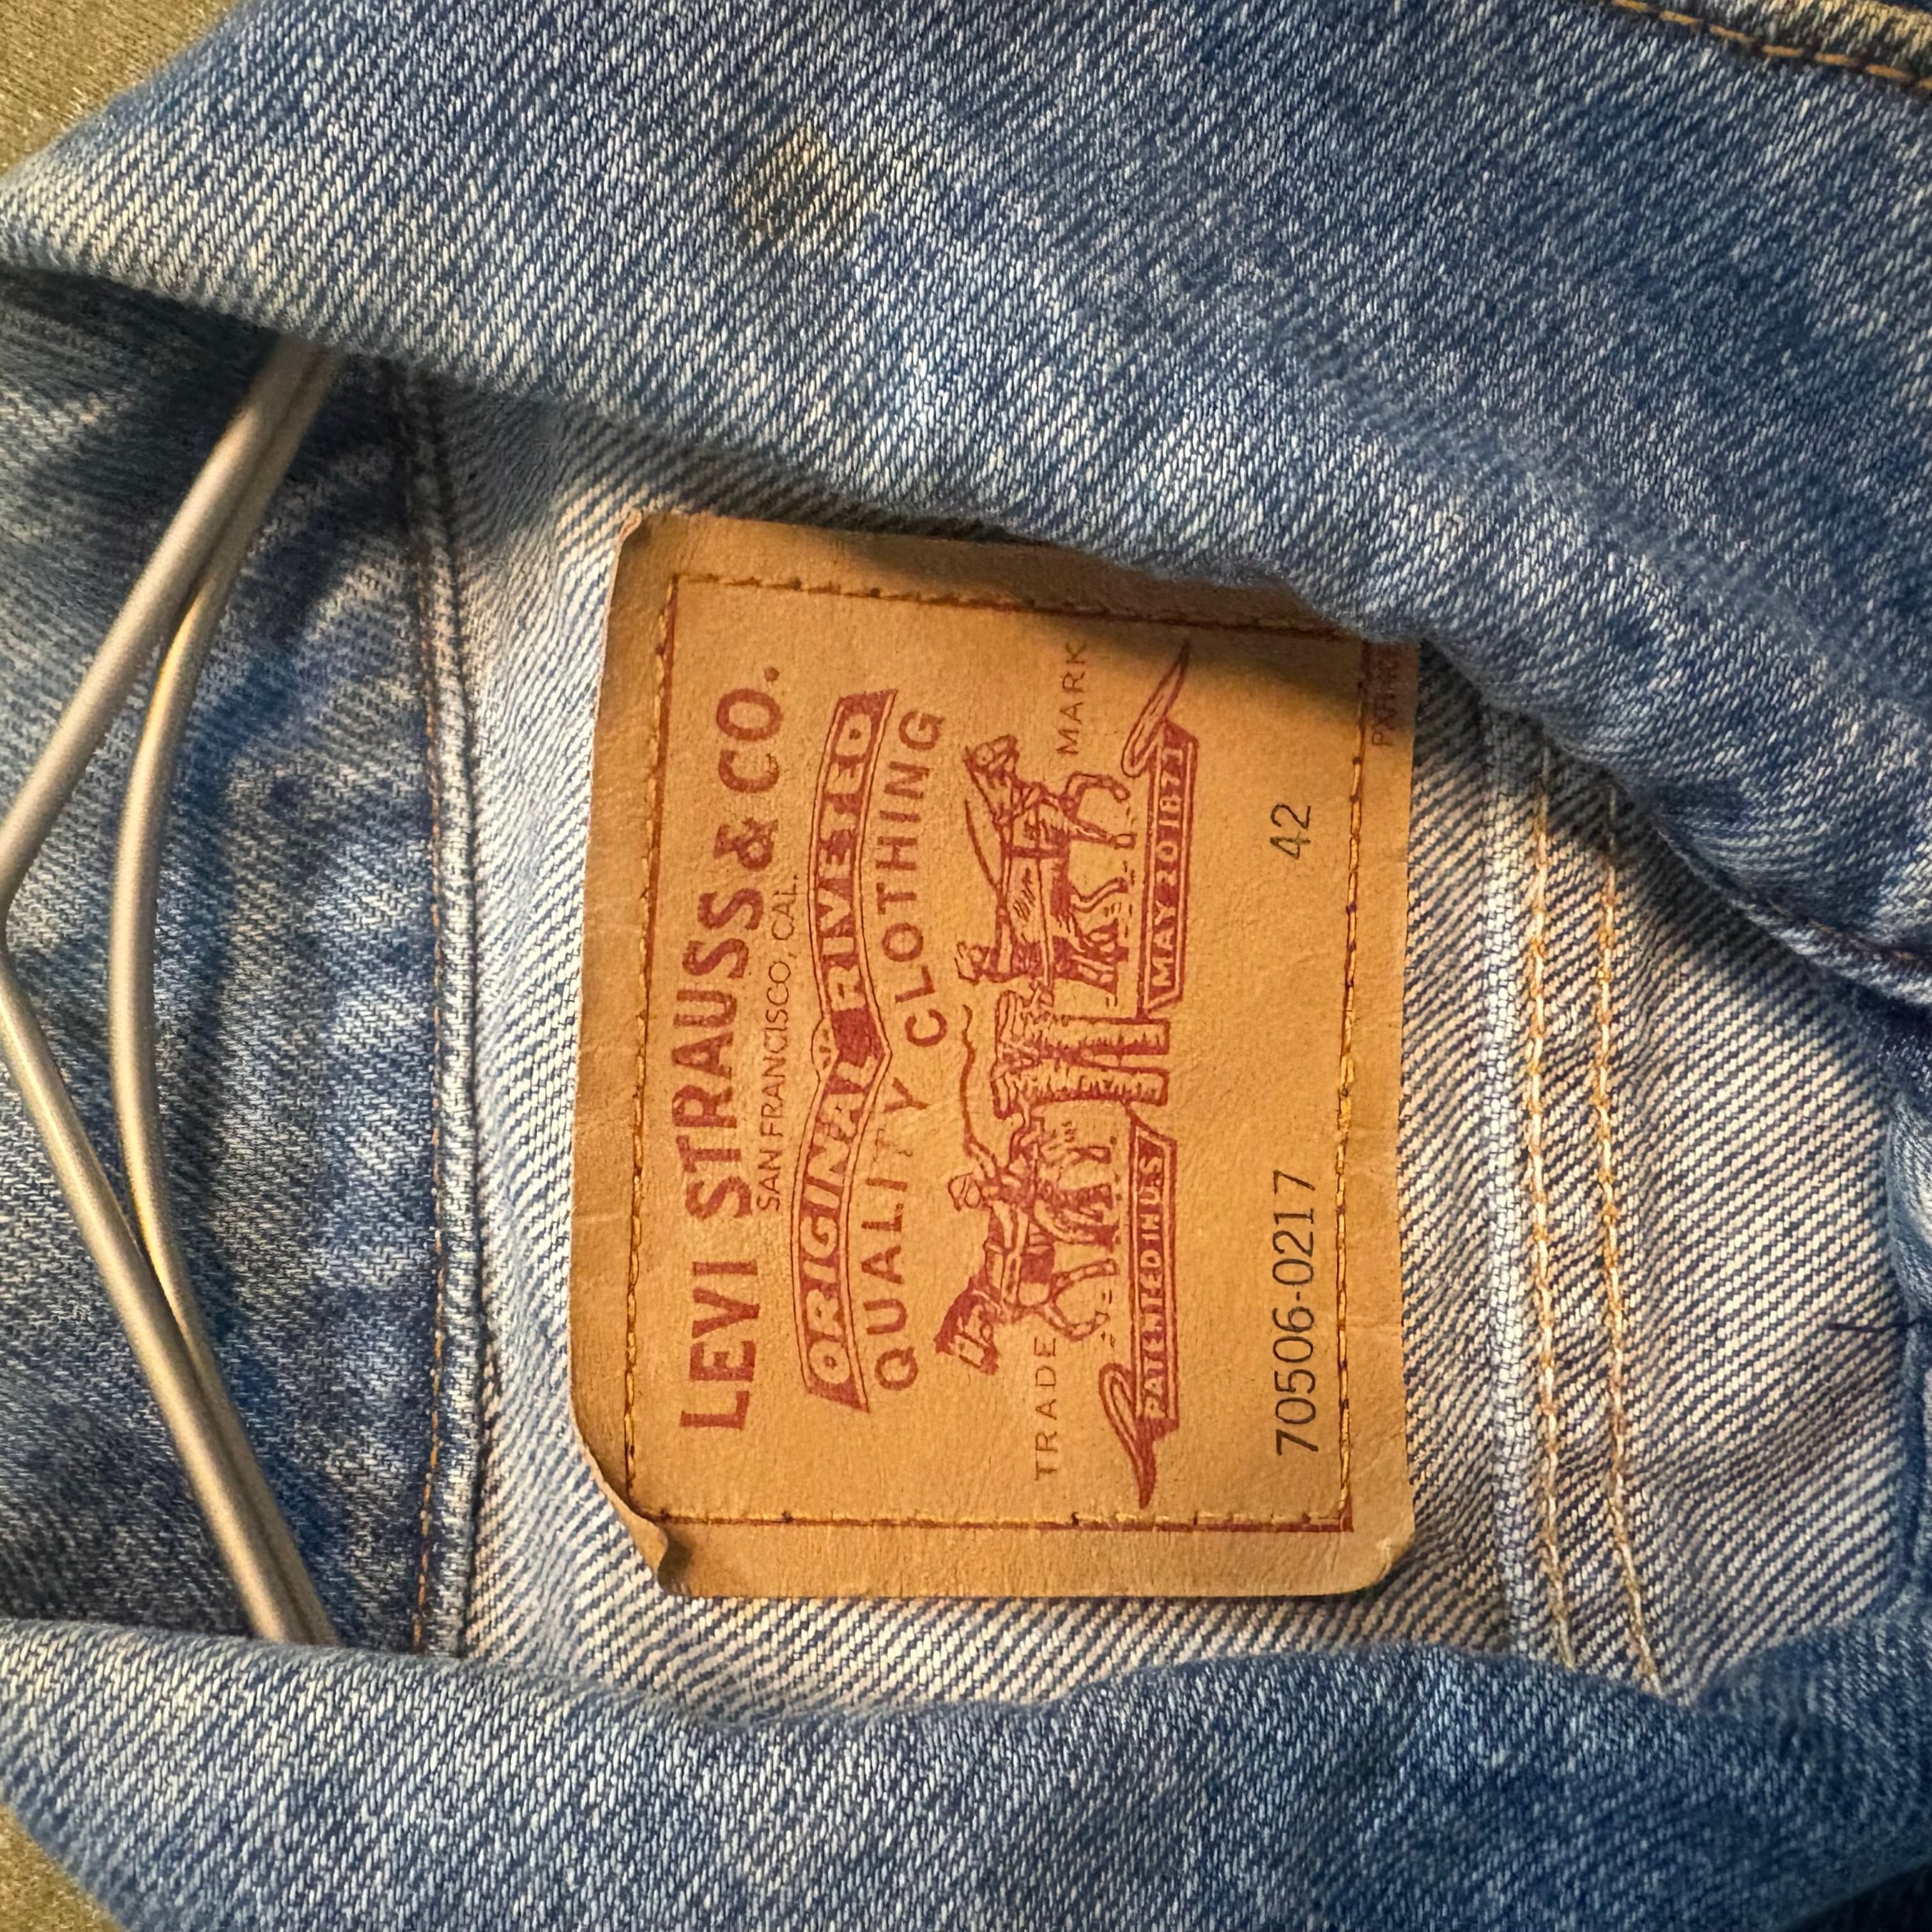 LEVI STRAUSS & CO.
SAN FRANCISCO, CAL.
ORIGINAL RIVETED
QUALITY CLOTHING
TRADE MARK
PATENTED IN U.S. MAY 20 1873
70506-0217 42